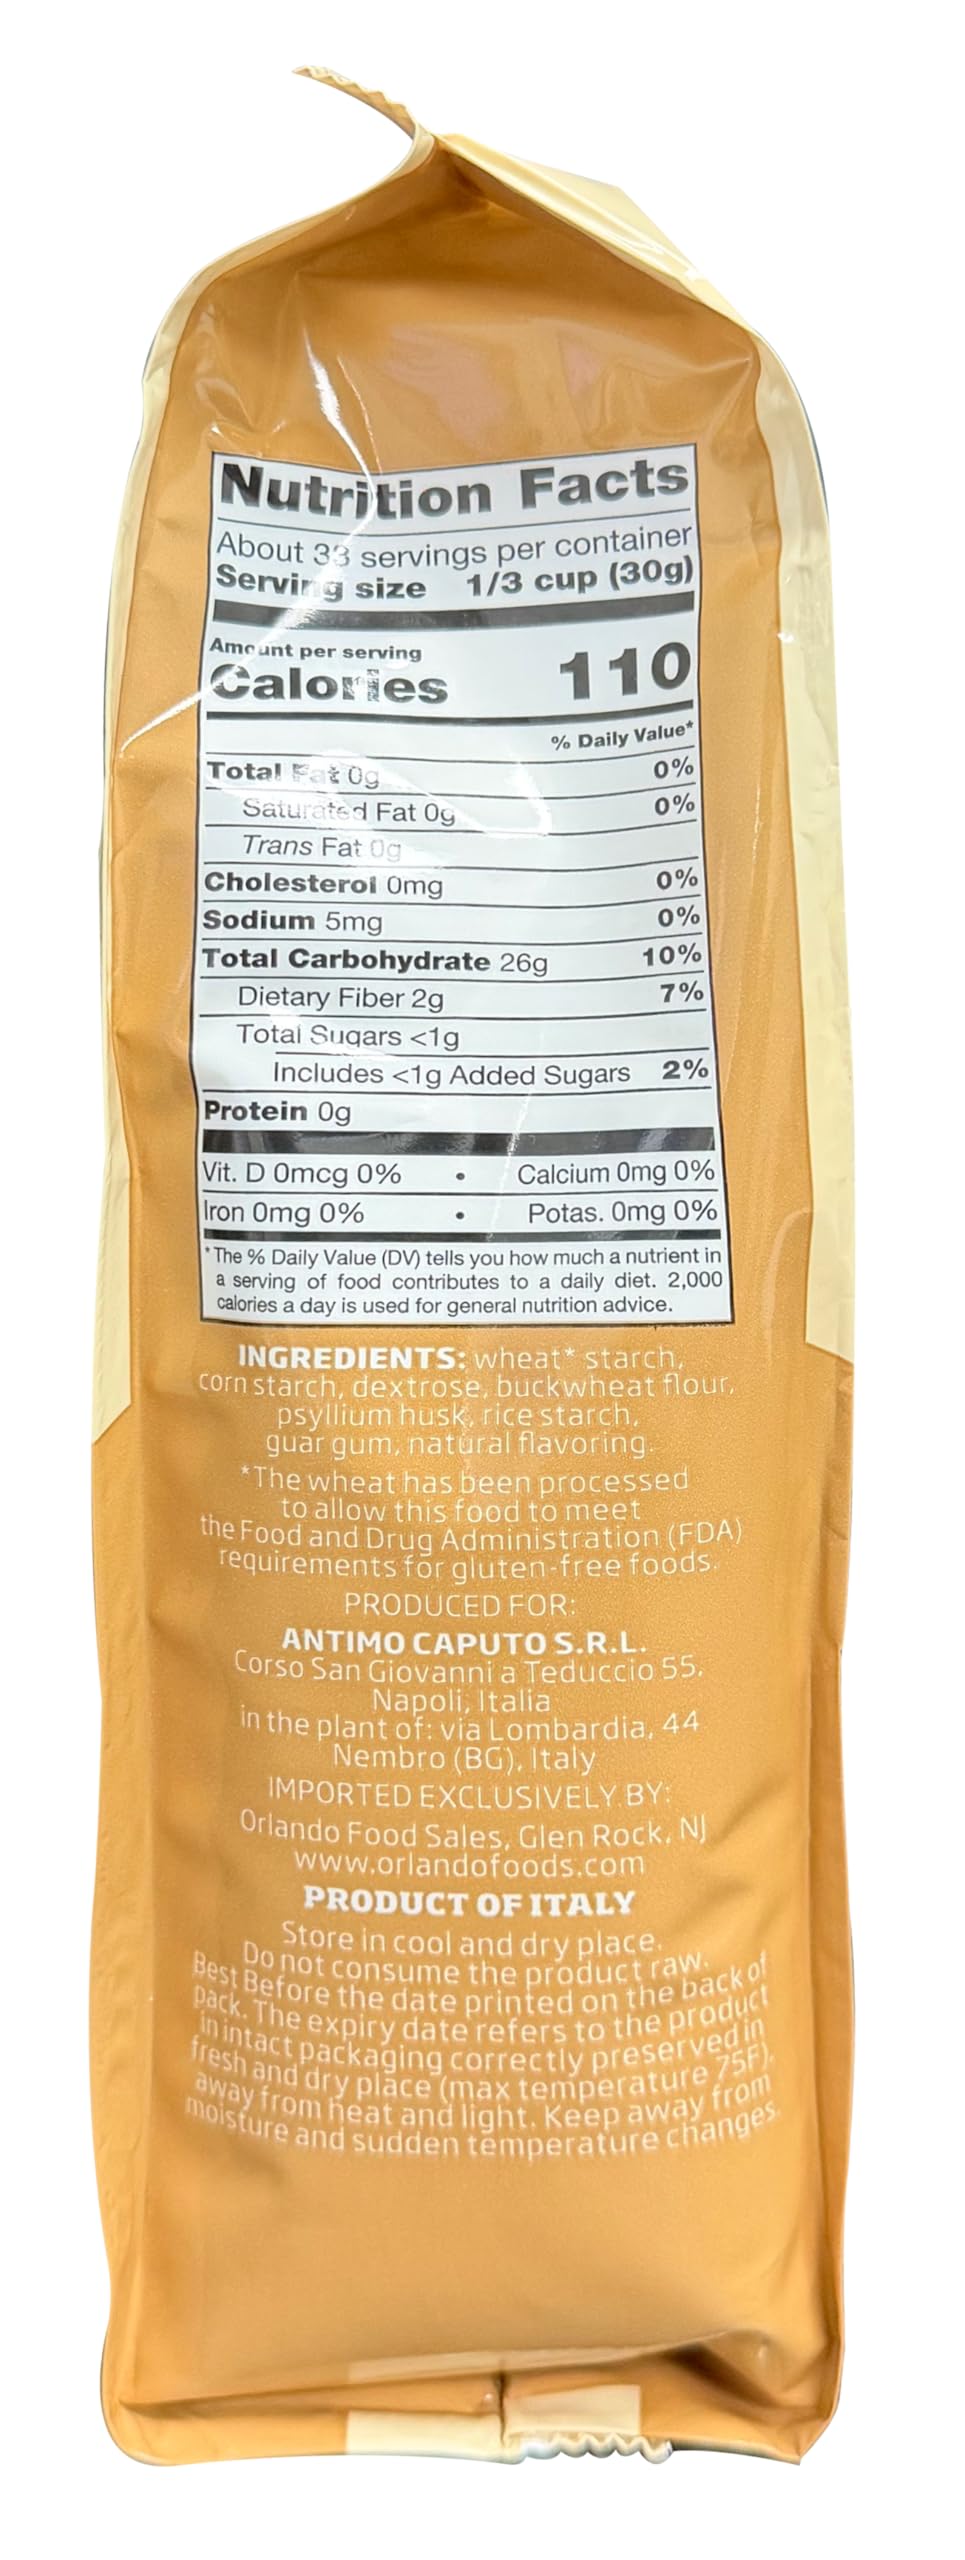 Nutrition Facts
About 33 servings per container
Serving size 1/3 cup (30g)
Amount per serving
Calories 110
% Daily Value*
Total Fat 0g 0%
Saturated Fat 0g 0%
Trans Fat 0g
Cholesterol 0mg 0%
Sodium 5mg 0%
Total Carbohydrate 26g 10%
Dietary Fiber 2g 7%
Total Sugars <1g
Includes <1g Added Sugars 2%
Protein 0g
Vit. D 0mcg 0% • Calcium 0mg 0%
Iron 0mg 0% • Potas. 0mg 0%
*The % Daily Value (DV) tells you how much a nutrient in
a serving of food contributes to a daily diet. 2,000
calories a day is used for general nutrition advice.
INGREDIENTS: wheat* starch,
corn starch, dextrose, buckwheat flour,
psyllium husk, rice starch,
guar gum, natural flavoring.
*The wheat has been processed
to allow this food to meet
the Food and Drug Administration (FDA)
requirements for gluten-free foods.
PRODUCED FOR:
ANTIMO CAPUTO S.R.L.
Corso San Giovanni a Teduccio 55,
Napoli, Italia
in the plant of: via Lombardia, 44
Nembro (BG), Italy
IMPORTED EXCLUSIVELY BY:
Orlando Food Sales, Glen Rock, NJ
www.orlandofoods.com
PRODUCT OF ITALY
Store in cool and dry place.
Do not consume the product raw.
Best Before the date printed on the back of
pack. The expiry date refers to the product
in intact packaging correctly preserved in
fresh and dry place (max temperature 75F),
away from heat and light. Keep away from
moisture and sudden temperature changes.